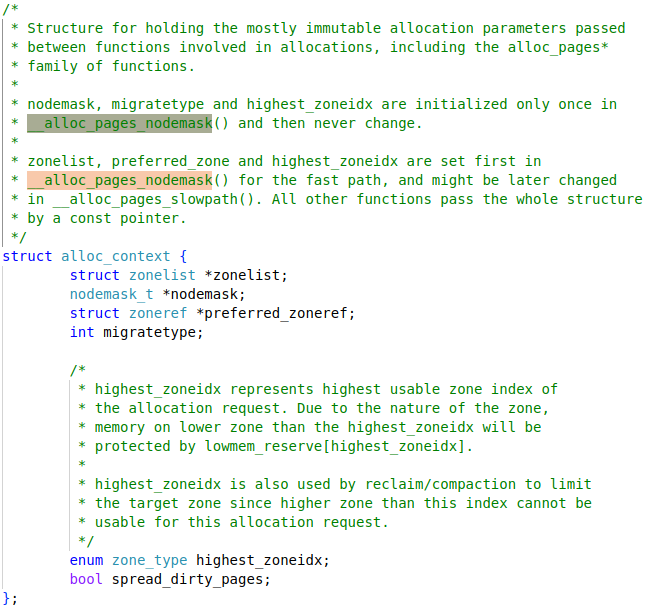 /*
 * Structure for holding the mostly immutable allocation parameters passed
 * between functions involved in allocations, including the alloc_pages*
 * family of functions.
 *
 * nodemask, migratetype and highest_zoneidx are initialized only once in
 * __alloc_pages_nodemask() and then never change.
 *
 * zonelist, preferred_zone and highest_zoneidx are set first in
 * __alloc_pages_nodemask() for the fast path, and might be later changed
 * in __alloc_pages_slowpath(). All other functions pass the whole structure
 * by a const pointer.
 */
struct alloc_context {
        struct zonelist *zonelist;
        nodemask_t *nodemask;
        struct zoneref *preferred_zoneref;
        int migratetype;

        /*
         * highest_zoneidx represents highest usable zone index of
         * the allocation request. Due to the nature of the zone,
         * memory on lower zone than the highest_zoneidx will be
         * protected by lowmem_reserve[highest_zoneidx].
         *
         * highest_zoneidx is also used by reclaim/compaction to limit
         * the target zone since higher zone than this index cannot be
         * usable for this allocation request.
         */
        enum zone_type highest_zoneidx;
        bool spread_dirty_pages;
};